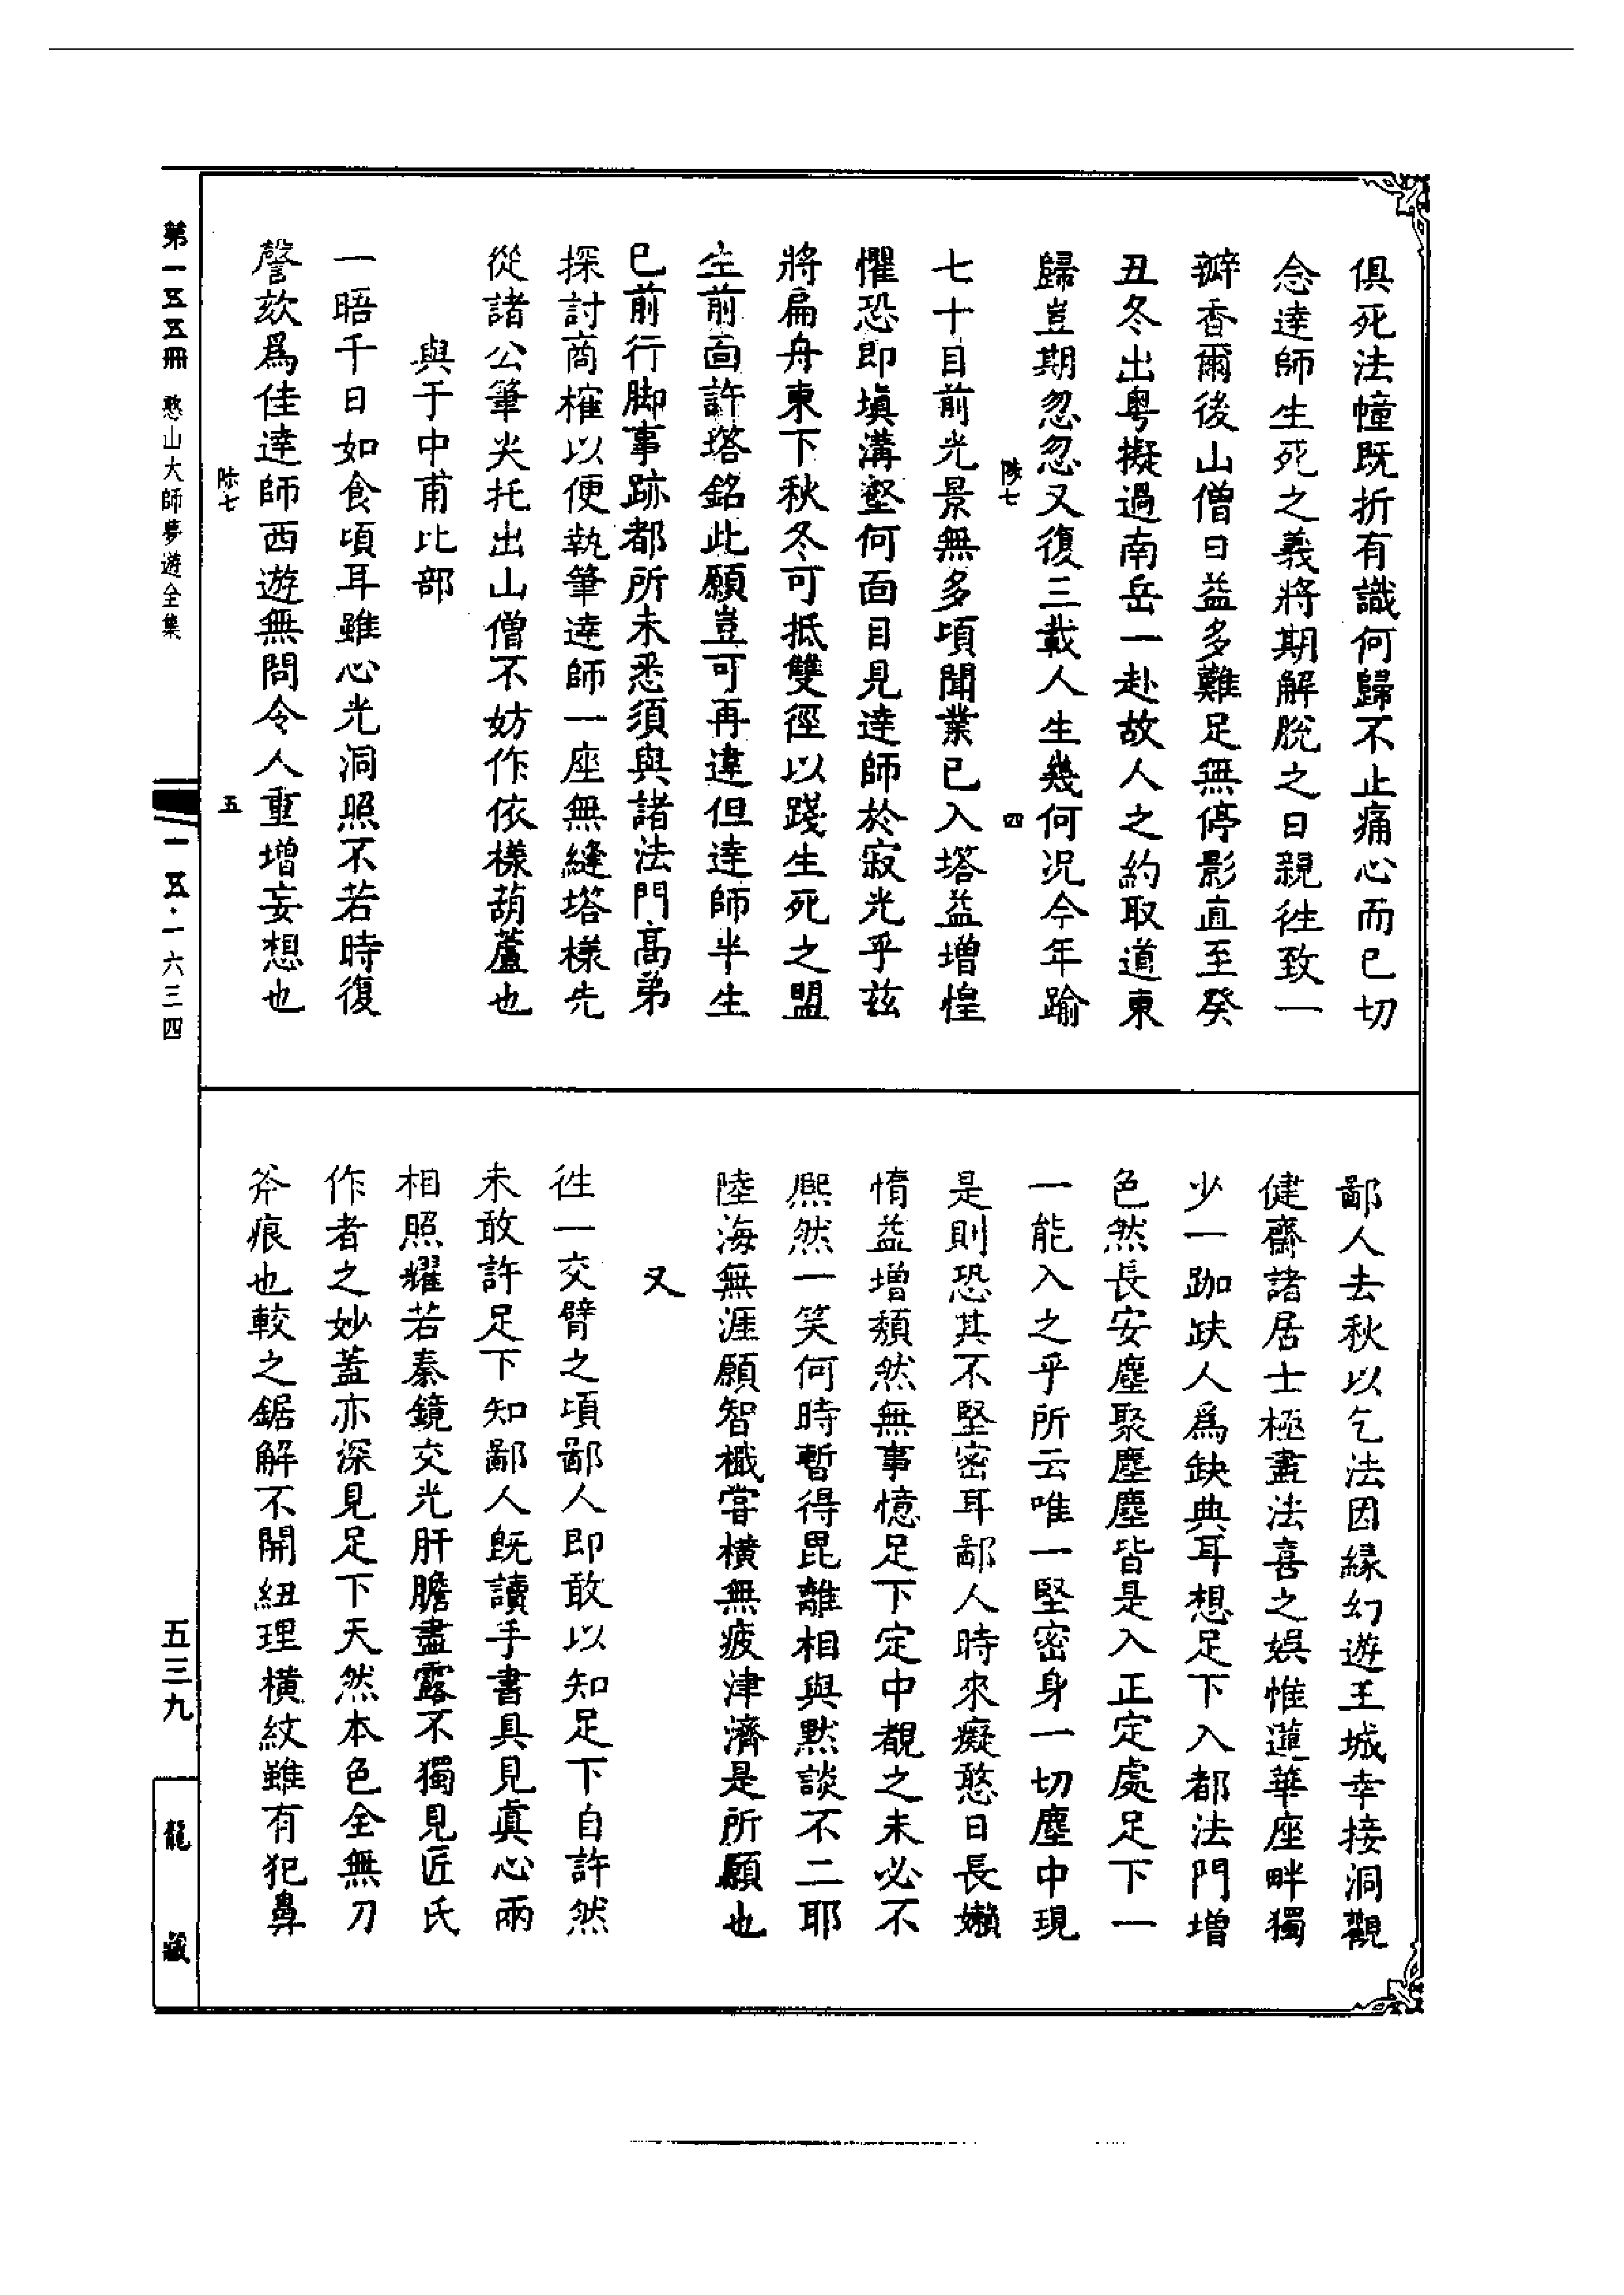 俱死法幢既折有識何歸不止痛心而已切
念達師生死之義將期解脫之日親往致一
瓣香爾後山僧日益多難足無停影直至癸
丑冬出粵擬過南岳一赴故人之約取道東
歸豈期忽忽又復三載人生幾何況今年踰
陟七 四
七十目前光景無多頃聞業已入塔益增惶
懼恐即填溝壑何面目見達師於寂光乎茲
將扁舟東下秋冬可抵雙徑以踐生死之盟
生前面許塔銘此願豈可再違但達師半生
已前行脚事跡都所未悉須與諸法門高弟
探討商榷以便執筆達師一座無縫塔樣先
從諸公筆尖托出山僧不妨作依樣葫蘆也
與于中甫比部
一晤千日如食頃耳雖心光洞照不若時復
謦欬爲佳達師西遊無問令人重增妄想也
陟七 五
鄙人去秋以乞法因緣幻遊王城幸接洞觀
健齋諸居士極盡法喜之娛惟蓮華座畔獨
少一跏趺人爲缺典耳想足下入都法門增
色然長安塵聚塵塵皆是入正定處足下一
一能入之乎所云唯一堅密身一切塵中現
是則恐其不堅密耳鄙人時來癡憨日長嬾
惰益增頹然無事憶足下定中覩之未必不
熙然一笑何時暫得毘離相與默談不二耶
陸海無涯願智檝當橫無疲津濟是所願也
又
往一交臂之頃鄙人即敢以知足下自許然
未敢許足下知鄙人既讀手書具見真心兩
相照耀若秦鏡交光肝膽盡露不獨見匠氏
作者之妙蓋亦深見足下天然本色全無刀
斧痕也較之鋸解不開紐理橫紋雖有犯鼻
第一五五冊 憨山大師夢遊全集
一五五·一六三四
五三九
龍藏